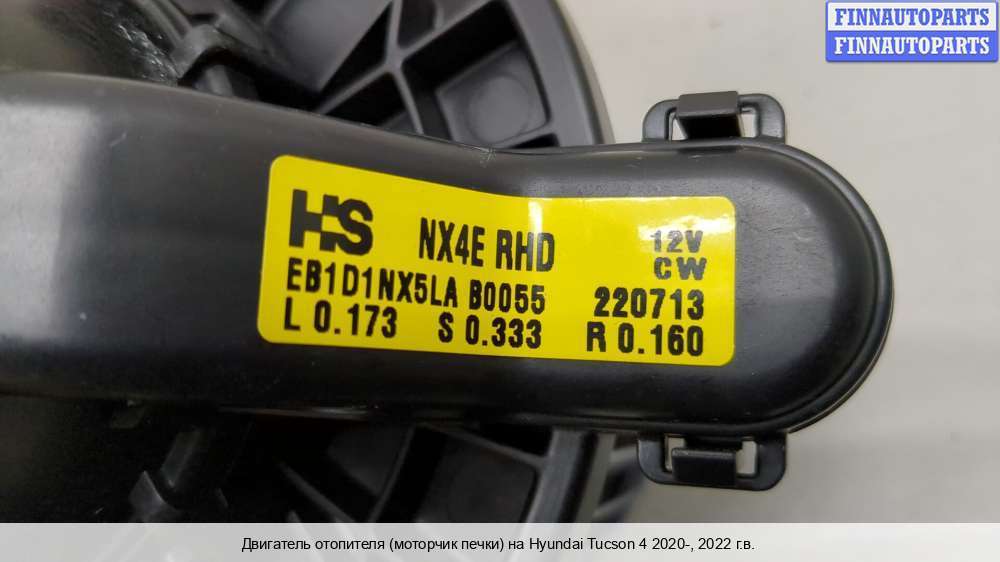 FINNAUTOPARTS
FINNAUTOPARTS
HS NX4E RHD 12V
CW
EB1D1NX5LA B0055 220713
L 0.173 S 0.333 R 0.160
Двигатель отопителя (моторчик печки) на Hyundai Tucson 4 2020-, 2022 г.в.